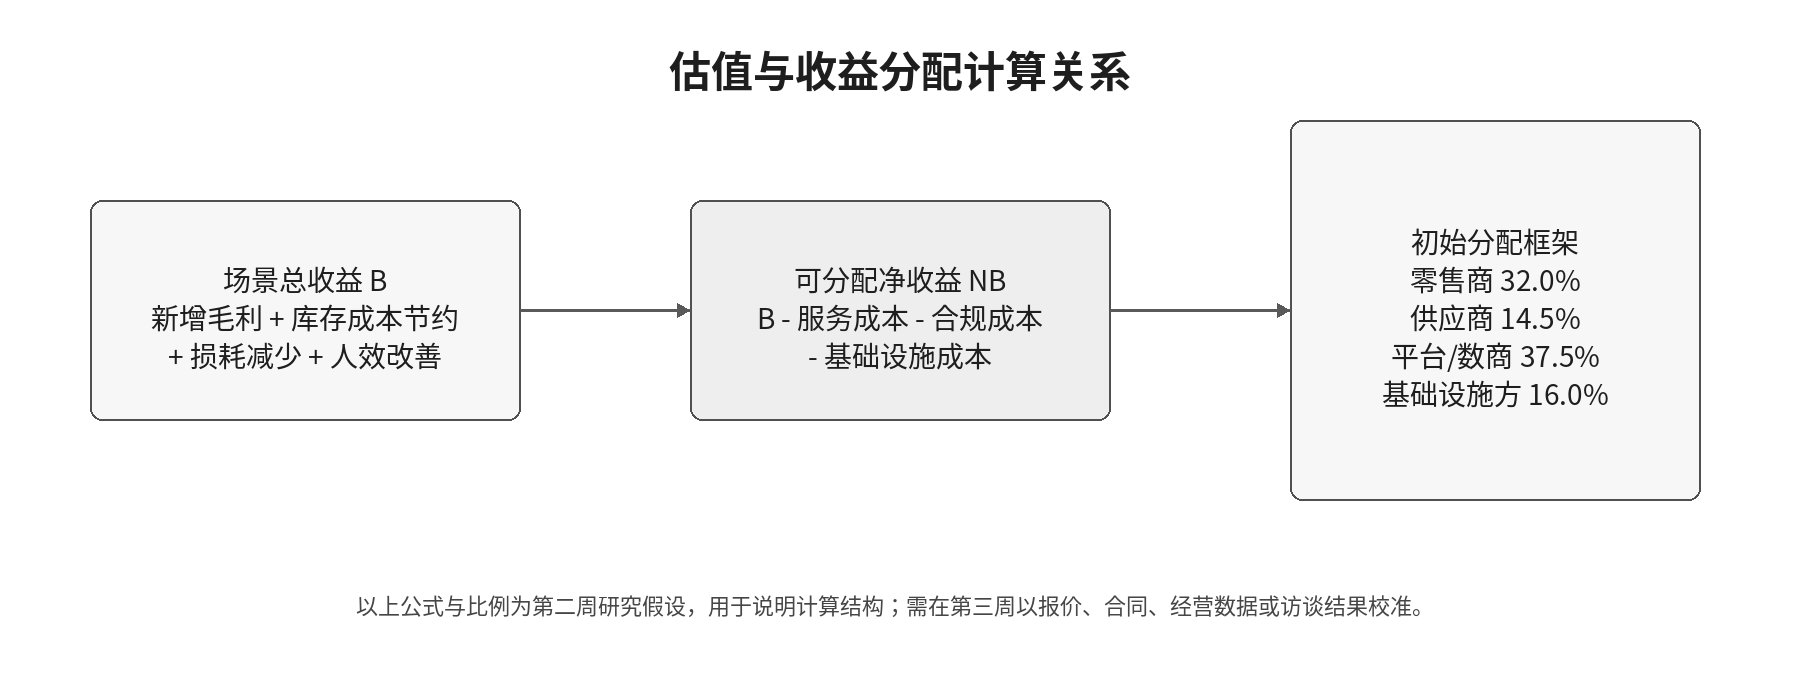 估值与收益分配计算关系
场景总收益 B
新增毛利 + 库存成本节约
+ 损耗减少 + 人效改善
可分配净收益 NB
B - 服务成本 - 合规成本
- 基础设施成本
初始分配框架
零售商 32.0%
供应商 14.5%
平台/数商 37.5%
基础设施方 16.0%
以上公式与比例为第二周研究假设，用于说明计算结构；需在第三周以报价、合同、经营数据或访谈结果校准。